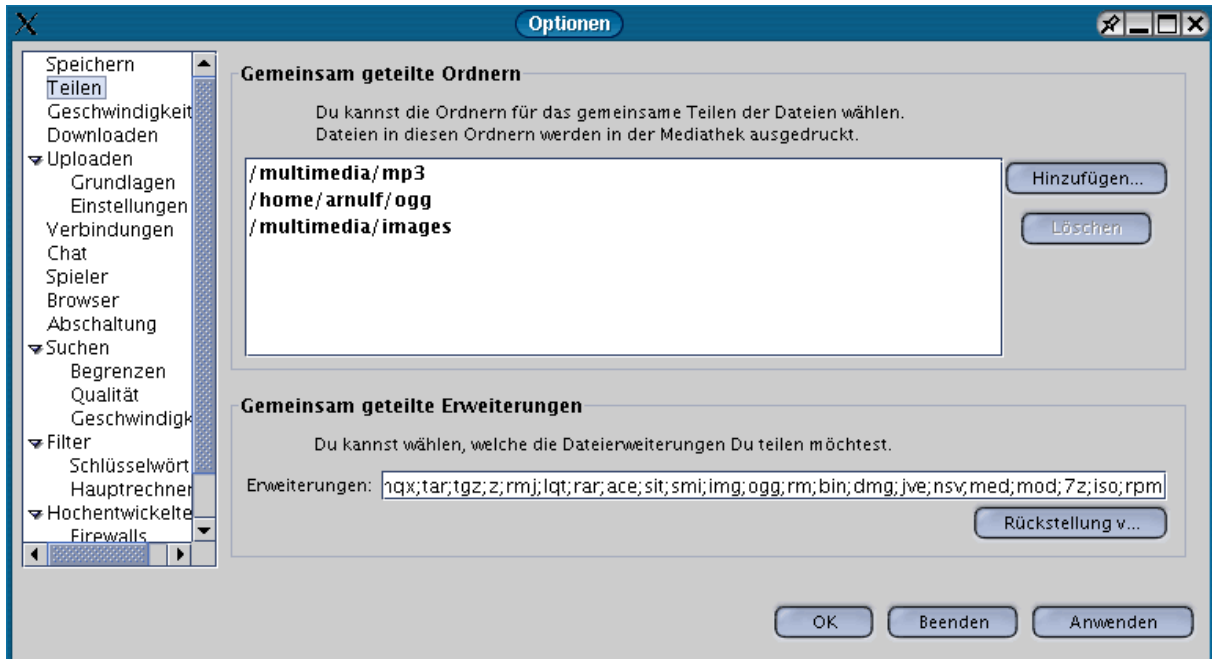 Optionen
Speichern
Teilen
Geschwindigkeit
Downloaden
Uploaden
Grundlagen
Einstellungen
Verbindungen
Chat
Spieler
Browser
Abschaltung
Suchen
Begrenzen
Qualität
Geschwindigk
Filter
Schlüsselwört
Hauptrechner
Hochentwickelte
Firewalls
Gemeinsam geteilte Ordnern
Du kannst die Ordnern für das gemeinsame Teilen der Dateien wählen.
Dateien in diesen Ordnern werden in der Mediathek ausgedruckt.
/multimedia/mp3
/home/arnulf/ogg
/multimedia/images
Hinzufügen...
Löschen
Gemeinsam geteilte Erweiterungen
Du kannst wählen, welche die Dateierweiterungen Du teilen möchtest.
Erweiterungen: hqx;tar;tgz;z;rmj;lqt;rar;ace;sit;smi;img;ogg;rm;bin;dmg;jve;nsv;med;mod;7z;iso;rpm
Rückstellung v...
OK Beenden Anwenden